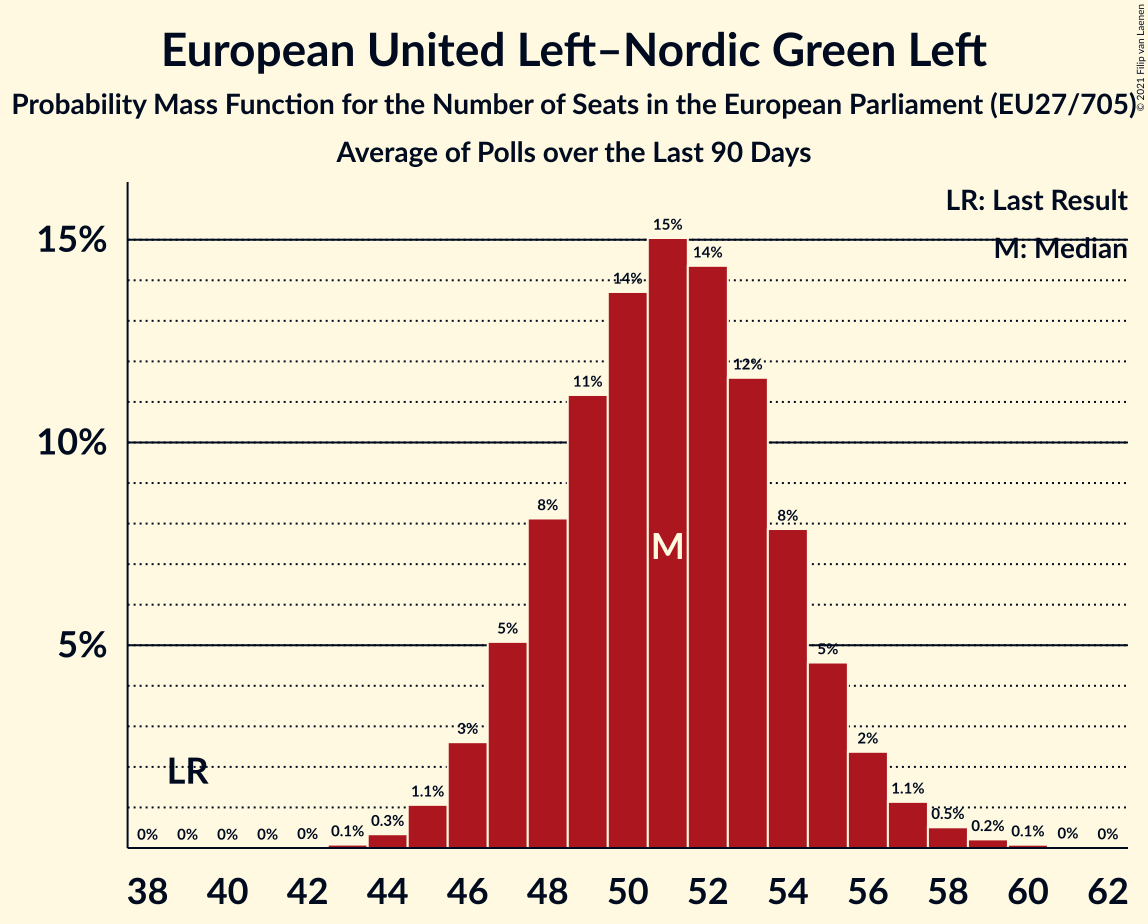 European United Left–Nordic Green Left
Probability Mass Function for the Number of Seats in the European Parliament (EU27/705)
Average of Polls over the Last 90 Days
© 2021 Filip van Laenen
LR: Last Result
M: Median
15%
10%
5%
0% 0% 0% 0% 0% 0.1% 0.3% 1.1% 3% 5% 8% 11% 14% 15% 14% 12% 8% 5% 2% 1.1% 0.5% 0.2% 0.1% 0% 0%
M
LR
38 40 42 44 46 48 50 52 54 56 58 60 62